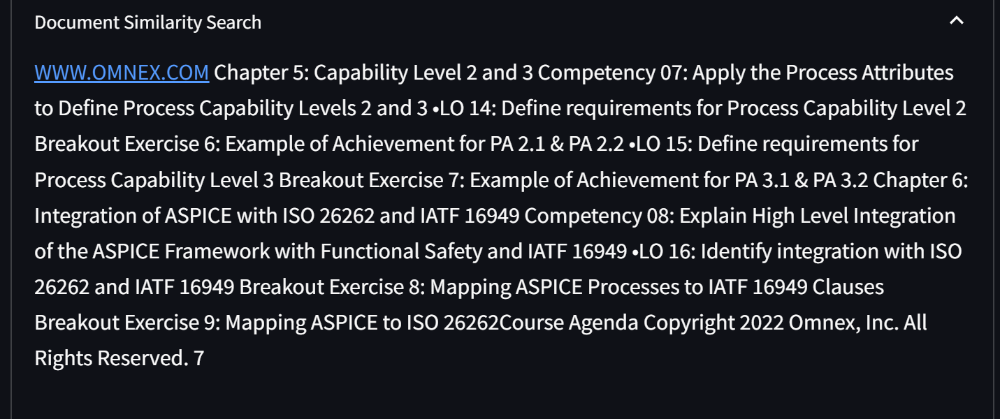 Document Similarity Search
WWW.OMNEX.COM Chapter 5: Capability Level 2 and 3 Competency 07: Apply the Process Attributes
to Define Process Capability Levels 2 and 3 •LO 14: Define requirements for Process Capability Level 2
Breakout Exercise 6: Example of Achievement for PA 2.1 & PA 2.2 •LO 15: Define requirements for
Process Capability Level 3 Breakout Exercise 7: Example of Achievement for PA 3.1 & PA 3.2 Chapter 6:
Integration of ASPICE with ISO 26262 and IATF 16949 Competency 08: Explain High Level Integration
of the ASPICE Framework with Functional Safety and IATF 16949 •LO 16: Identify integration with ISO
26262 and IATF 16949 Breakout Exercise 8: Mapping ASPICE Processes to IATF 16949 Clauses
Breakout Exercise 9: Mapping ASPICE to ISO 26262Course Agenda Copyright 2022 Omnex, Inc. All
Rights Reserved. 7